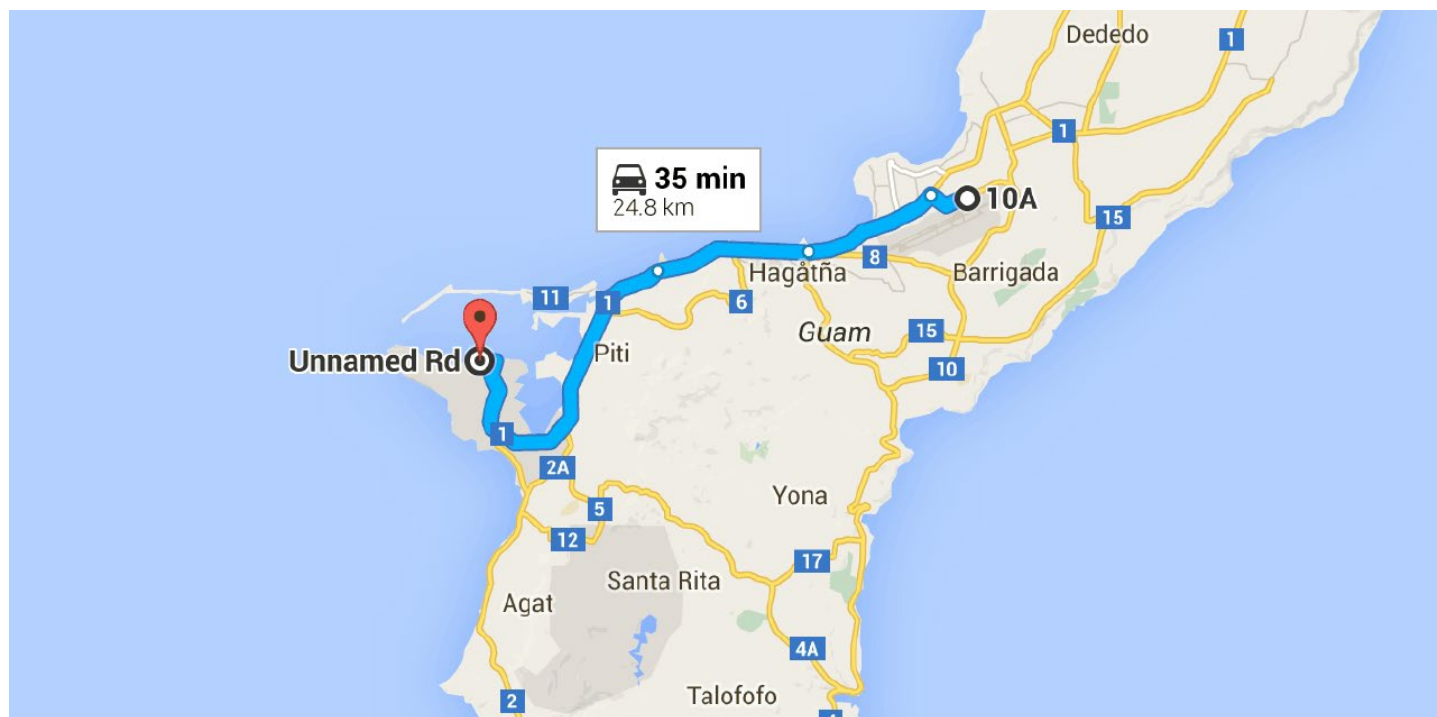 Dededo
1
1
35 min
24.8 km
10A
15
8
Hagåtña
Barrigada
11
1
6
Guam
15
Piti
Unnamed Rd
10
1
2A
Yona
5
12
17
Santa Rita
Agat
4A
Talofofo
2